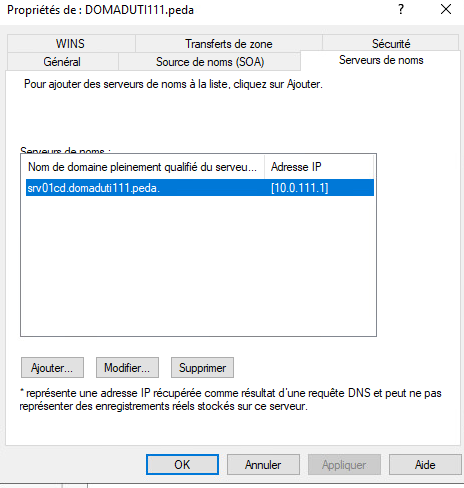 Propriétés de : DOMADUTI111.peda
?
WINS
Transferts de zone
Sécurité
Général
Source de noms (SOA)
Serveurs de noms
Pour ajouter des serveurs de noms à la liste, cliquez sur Ajouter.
Serveurs de noms :
Nom de domaine pleinement qualifié du serveu...
Adresse IP
srv01cd.domaduti111.peda.
[10.0.111.1]
Ajouter...
Modifier...
Supprimer
* représente une adresse IP récupérée comme résultat d'une requête DNS et peut ne pas
représenter des enregistrements réels stockés sur ce serveur.
OK
Annuler
Appliquer
Aide